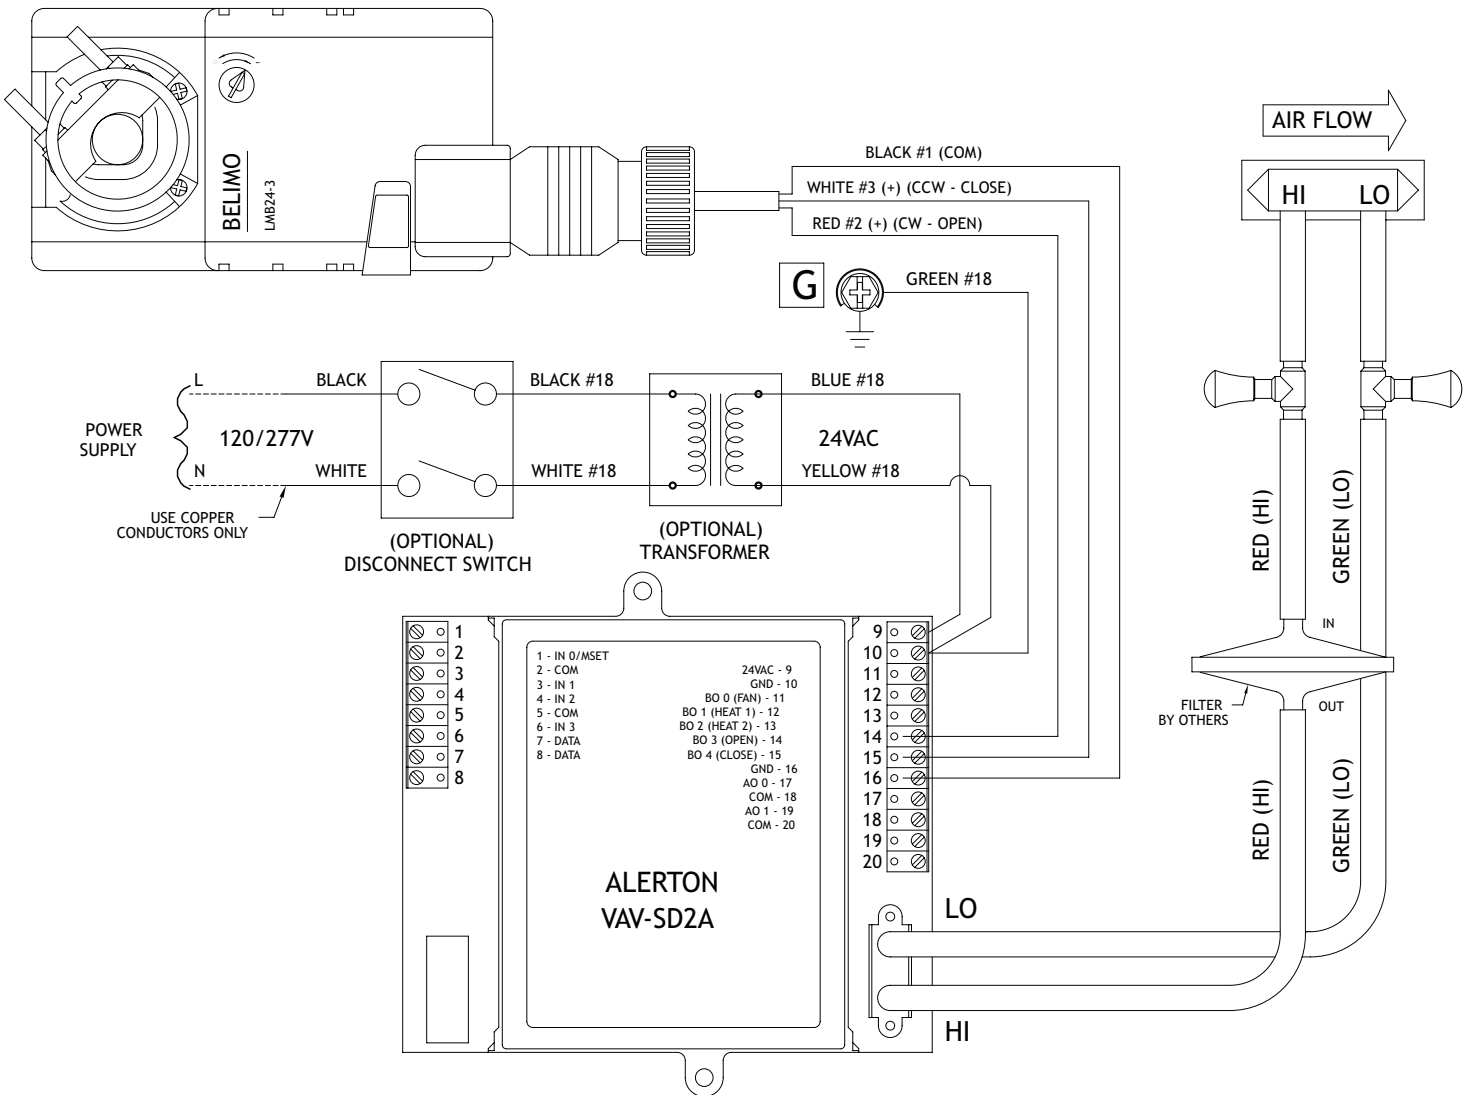 BELIMO
LMB24-3
BLACK #1 (COM)
WHITE #3 (+) (CCW - CLOSE)
RED #2 (+) (CW - OPEN)
G
GREEN #18
AIR FLOW
HI
LO
POWER
SUPPLY
L
N
120/277V
BLACK
WHITE
USE COPPER
CONDUCTORS ONLY
(OPTIONAL)
DISCONNECT SWITCH
BLACK #18
WHITE #18
(OPTIONAL)
TRANSFORMER
BLUE #18
24VAC
YELLOW #18
RED (HI)
GREEN (LO)
IN
OUT
FILTER
BY OTHERS
RED (HI)
GREEN (LO)
1
2
3
4
5
6
7
8
1 - IN 0/MSET
2 - COM
3 - IN 1
4 - IN 2
5 - COM
6 - IN 3
7 - DATA
8 - DATA
24VAC - 9
GND - 10
BO 0 (FAN) - 11
BO 1 (HEAT 1) - 12
BO 2 (HEAT 2) - 13
BO 3 (OPEN) - 14
BO 4 (CLOSE) - 15
GND - 16
AO 0 - 17
COM - 18
AO 1 - 19
COM - 20
9
10
11
12
13
14
15
16
17
18
19
20
ALERTON
VAV-SD2A
LO
HI